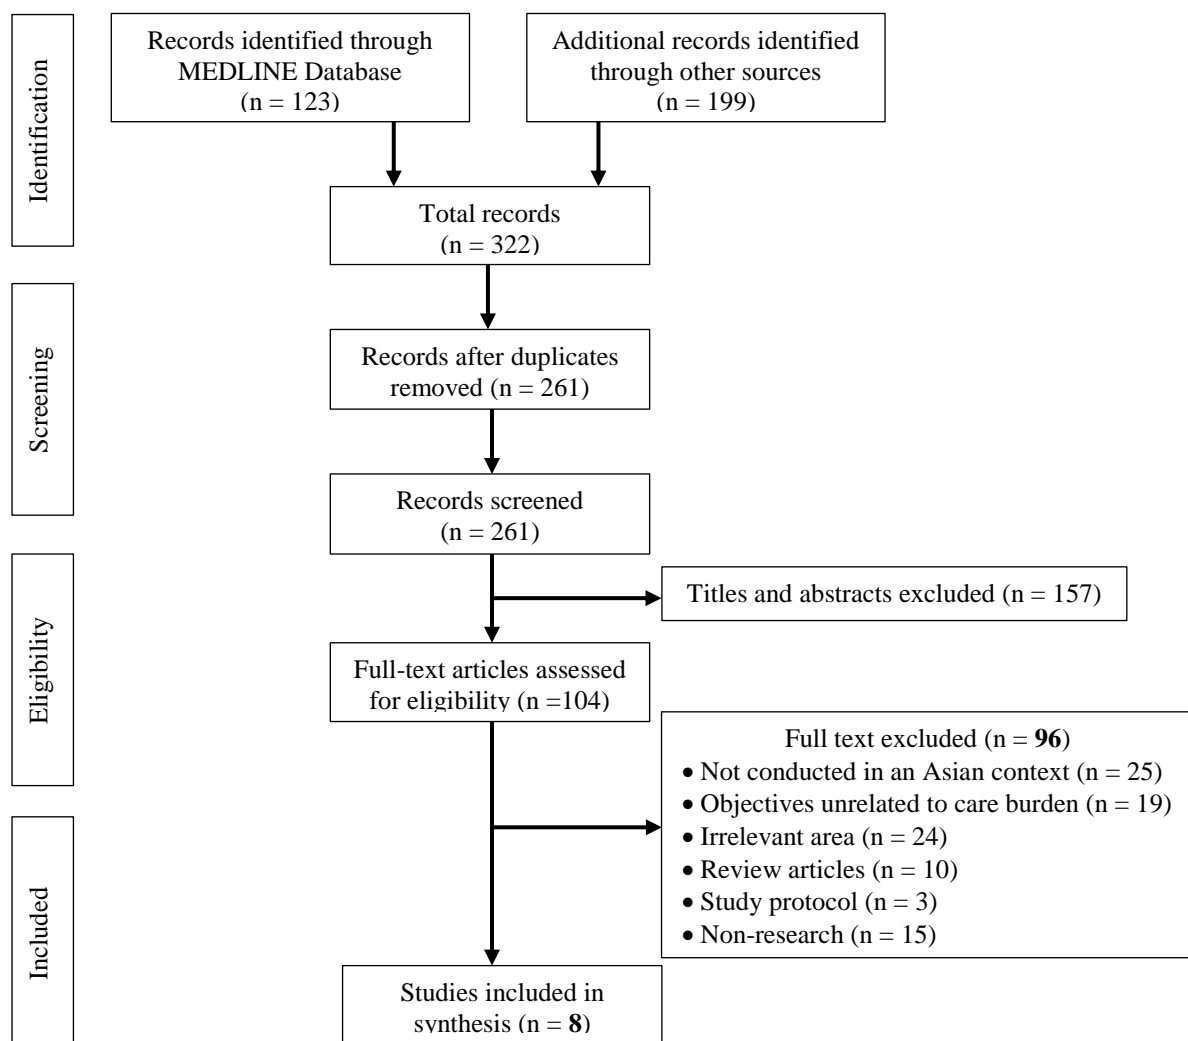 Identification
Records identified through
MEDLINE Database
(n = 123)
Additional records identified
through other sources
(n = 199)
Total records
(n = 322)
Screening
Records after duplicates
removed (n = 261)
Records screened
(n = 261)
Eligibility
Titles and abstracts excluded (n = 157)
Full-text articles assessed
for eligibility (n =104)
Full text excluded (n = 96)
• Not conducted in an Asian context (n = 25)
• Objectives unrelated to care burden (n = 19)
• Irrelevant area (n = 24)
• Review articles (n = 10)
• Study protocol (n = 3)
• Non-research (n = 15)
Included
Studies included in
synthesis (n = 8)